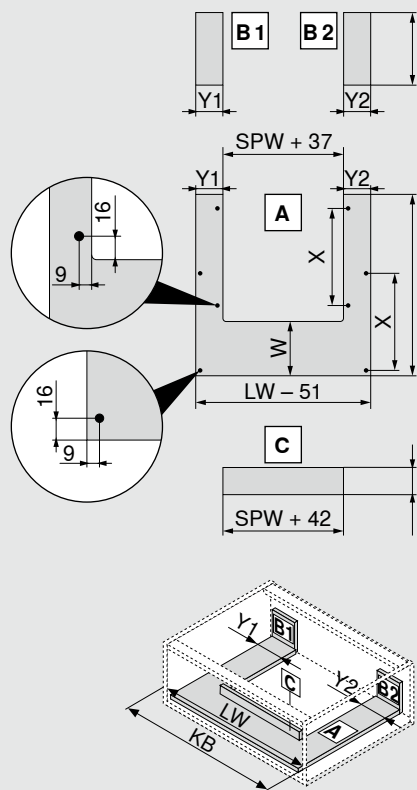 B1
B2
Y1
Y2
SPW + 37
Y1
Y2
A
16
9
X
X
W
LW – 51
16
9
C
SPW + 42
Y1
B1
Y2
B2
C
LW
A
KB